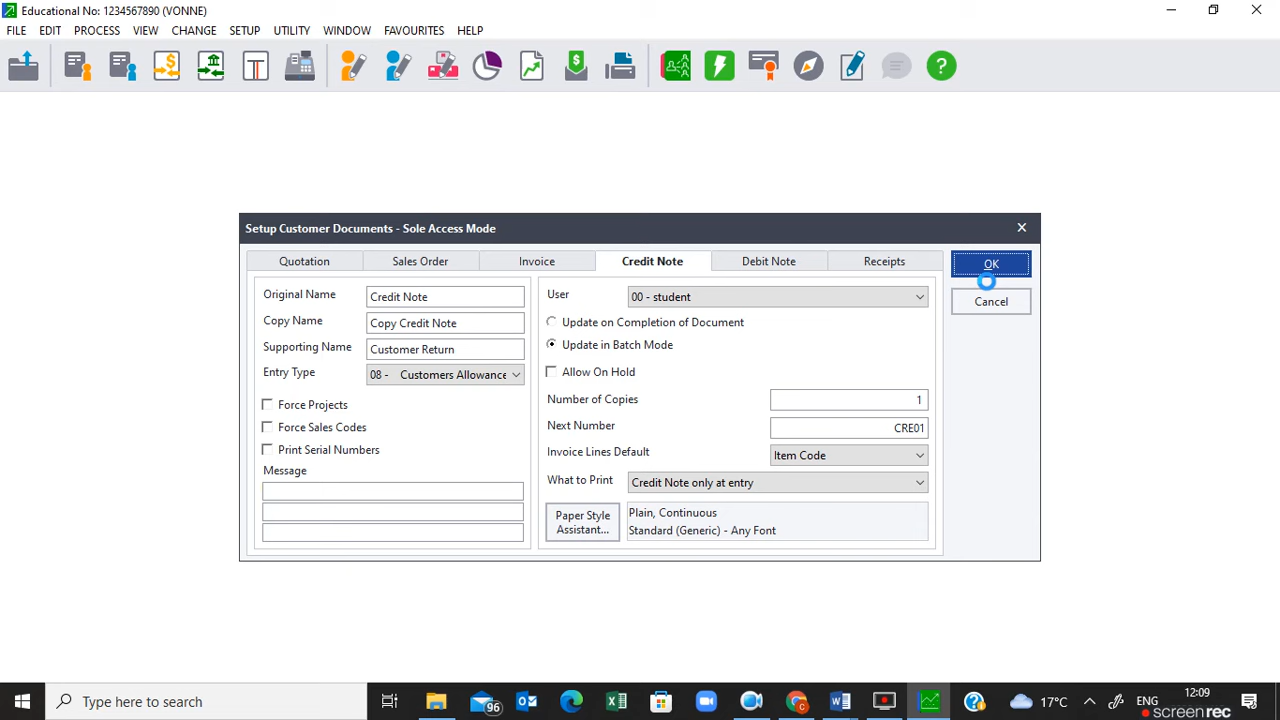 Educational No: 1234567890 (VONNE)
FILE EDIT PROCESS VIEW CHANGE SETUP UTILITY WINDOW FAVOURITES HELP
Setup Customer Documents - Sole Access Mode
Quotation Sales Order Invoice Credit Note Debit Note Receipts
OK
Cancel
Original Name Credit Note
Copy Name Copy Credit Note
Supporting Name Customer Return
Entry Type 08 - Customers Allowance
Force Projects
Force Sales Codes
Print Serial Numbers
Message
User 00 - student
Update on Completion of Document
Update in Batch Mode
Allow On Hold
Number of Copies 1
Next Number CRE01
Invoice Lines Default Item Code
What to Print Credit Note only at entry
Paper Style Assistant...
Plain, Continuous
Standard (Generic) - Any Font
Type here to search
96
17°C
ENG
12:09
screenrec